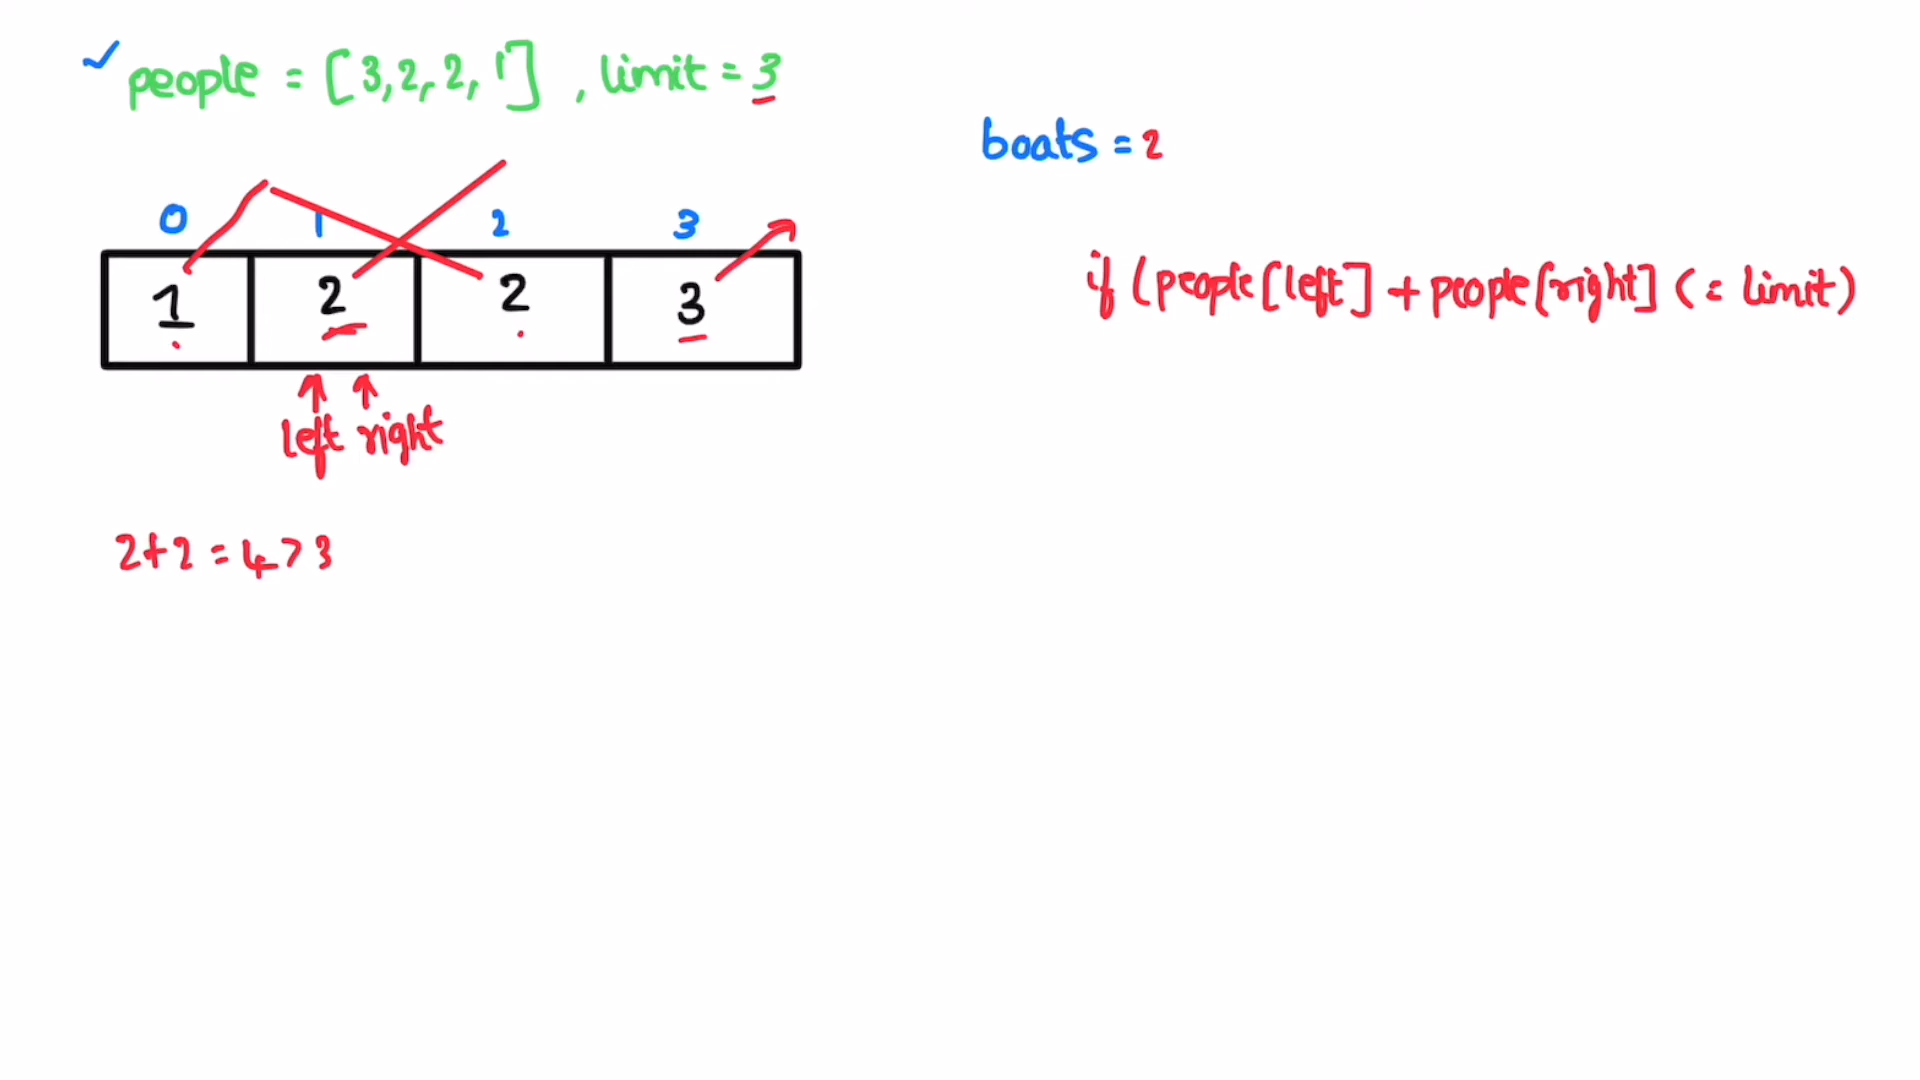 people = [3,2,2,1] , limit = 3
boats = 2
0 1 2 3
1 2 2 3
if (people[left] + people[right] <= limit)
left right
2+2 = 4 > 3